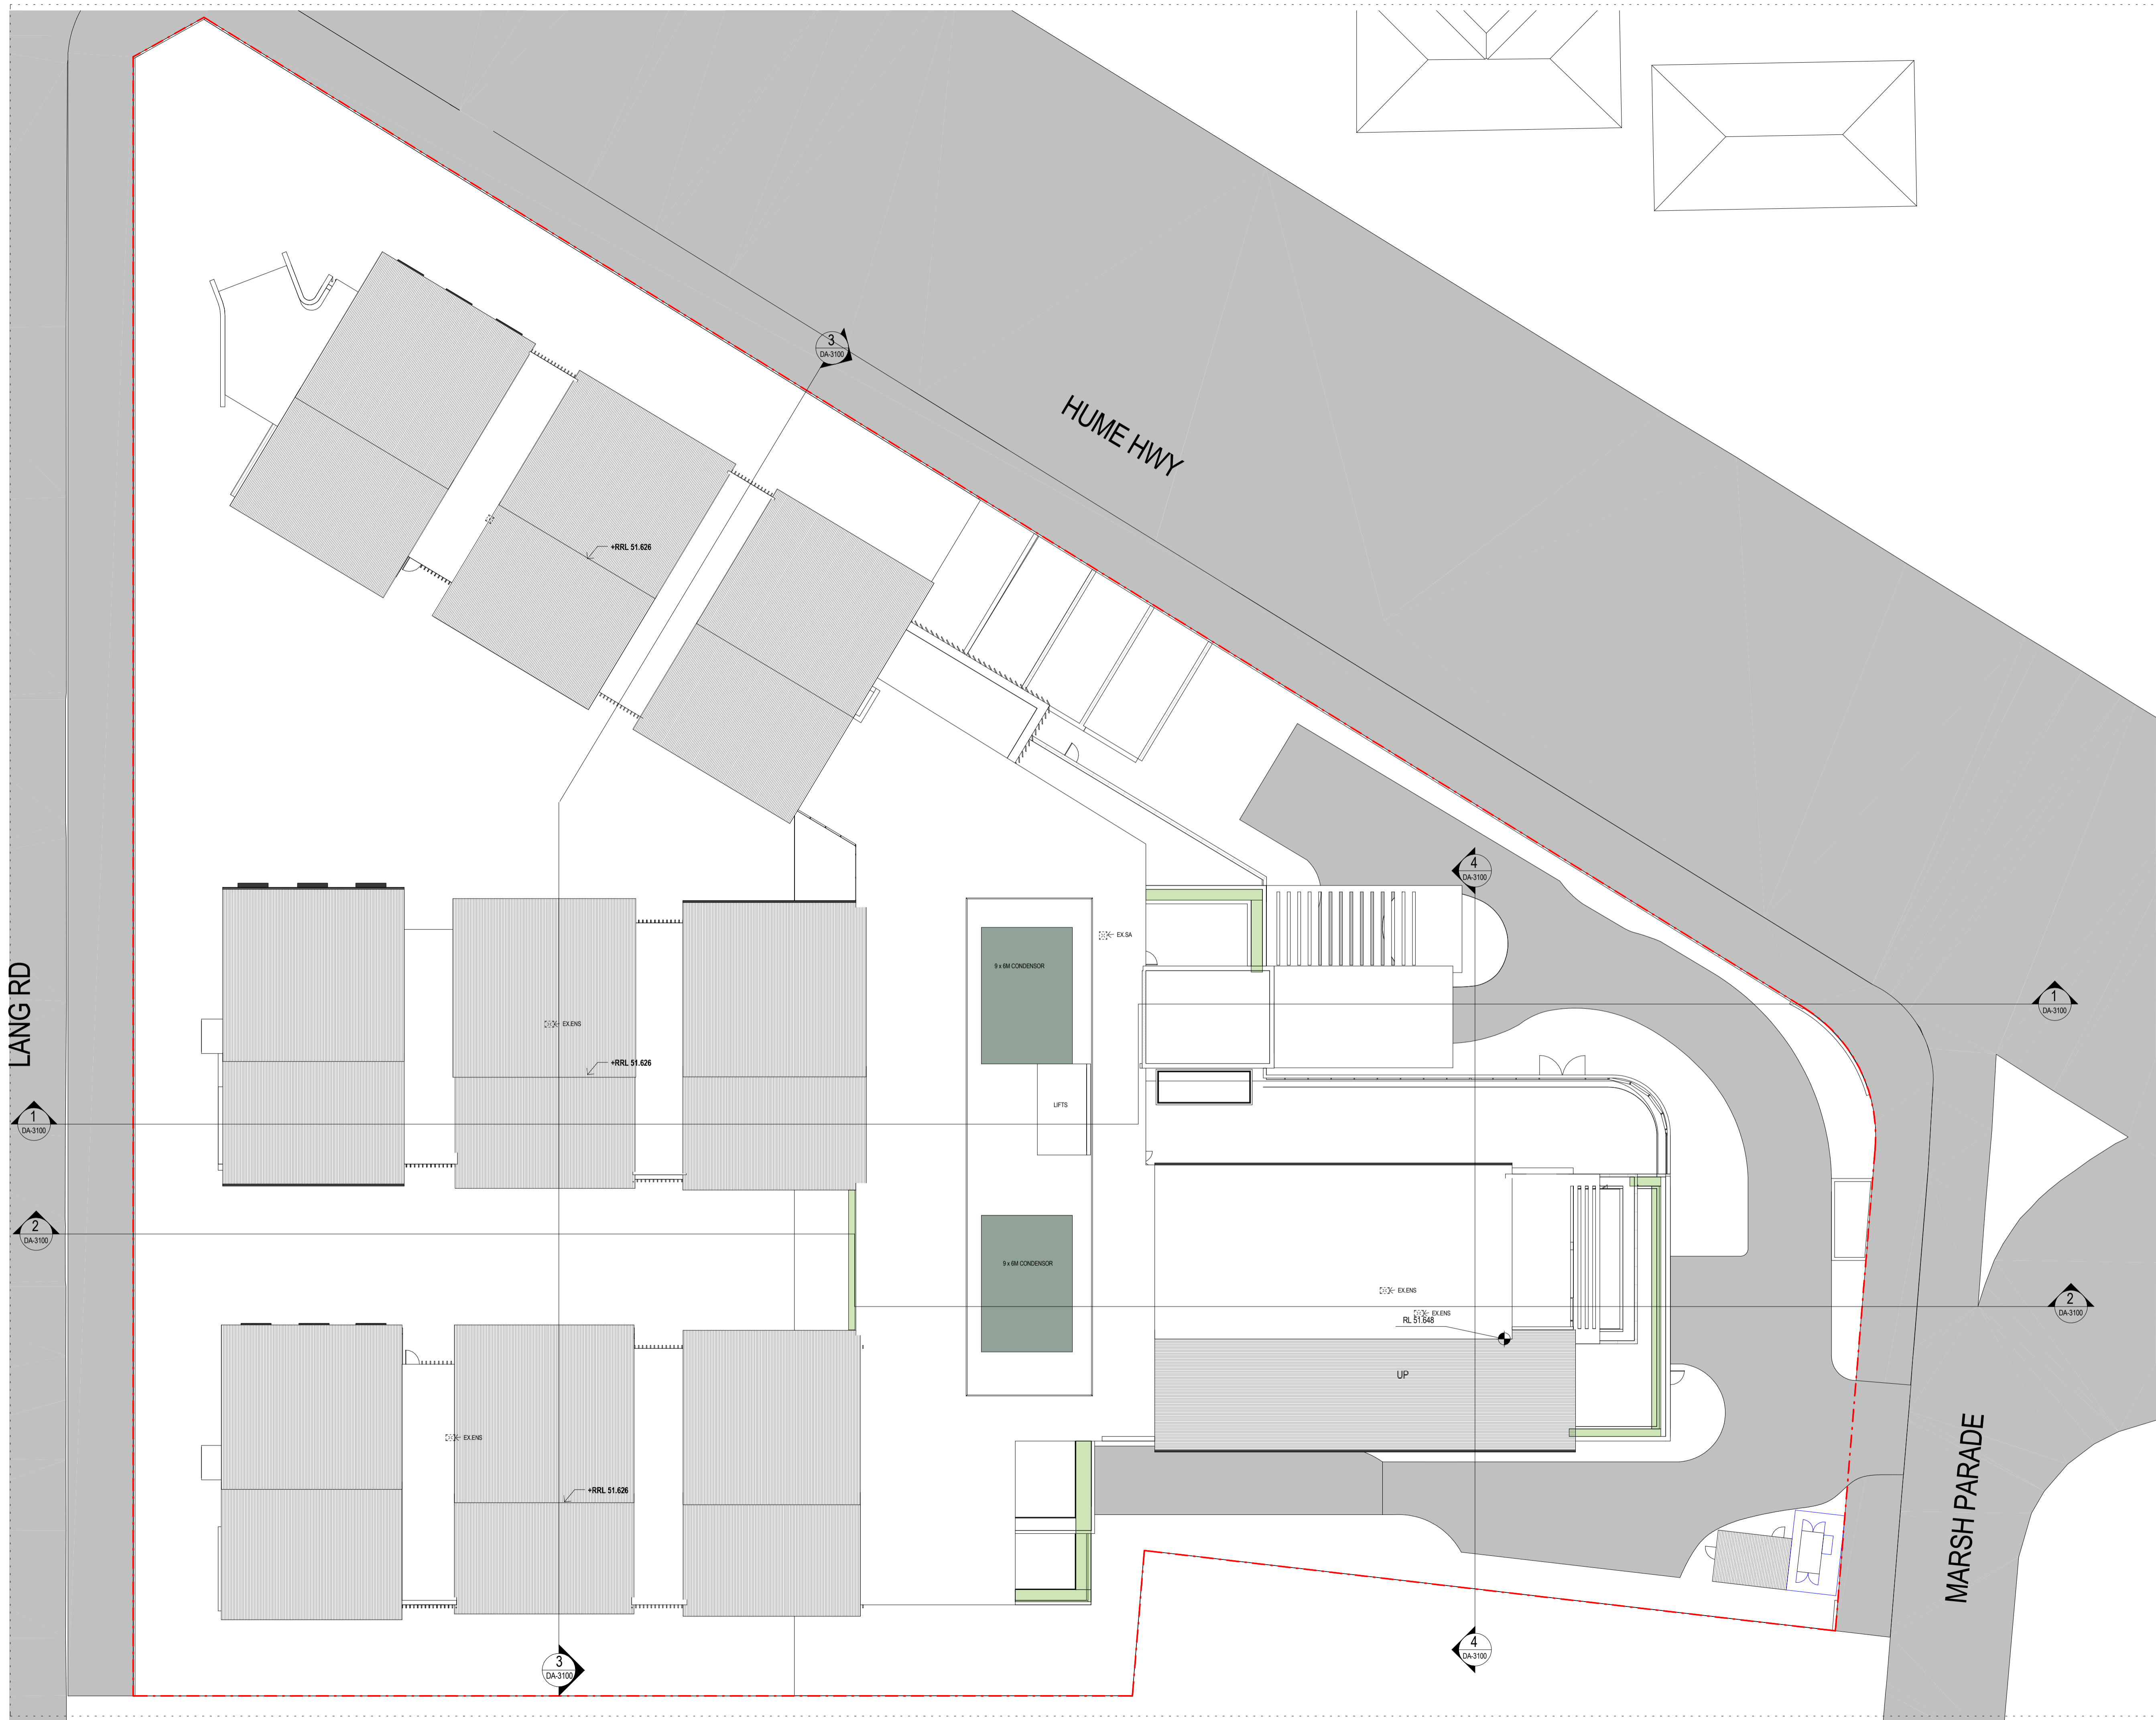 3
DA-3100
HUME HWY
+RRL 51.626
4
DA-3100
9 x 6M CONDENSOR
EX.SA
LANG RD
EX.ENS
+RRL 51.626
1
DA-3100
LIFTS
1
DA-3100
2
DA-3100
9 x 6M CONDENSOR
EX.ENS
EX.ENS
RL 51.648
2
DA-3100
UP
EX.ENS
+RRL 51.626
MARSH PARADE
3
DA-3100
4
DA-3100